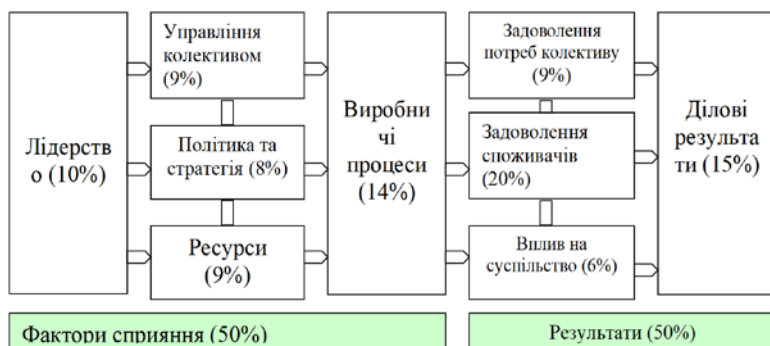 Лідерств
о (10%)
Управління
колективом
(9%)
Політика та
стратегія (8%)
Ресурси
(9%)
Виробни
чі
процеси
(14%)
Задоволення
потреб колективу
(9%)
Задоволення
споживачів
(20%)
Вплив на
суспільство (6%)
Ділові
результа
ти (15%)
Фактори сприяння (50%)
Результати (50%)